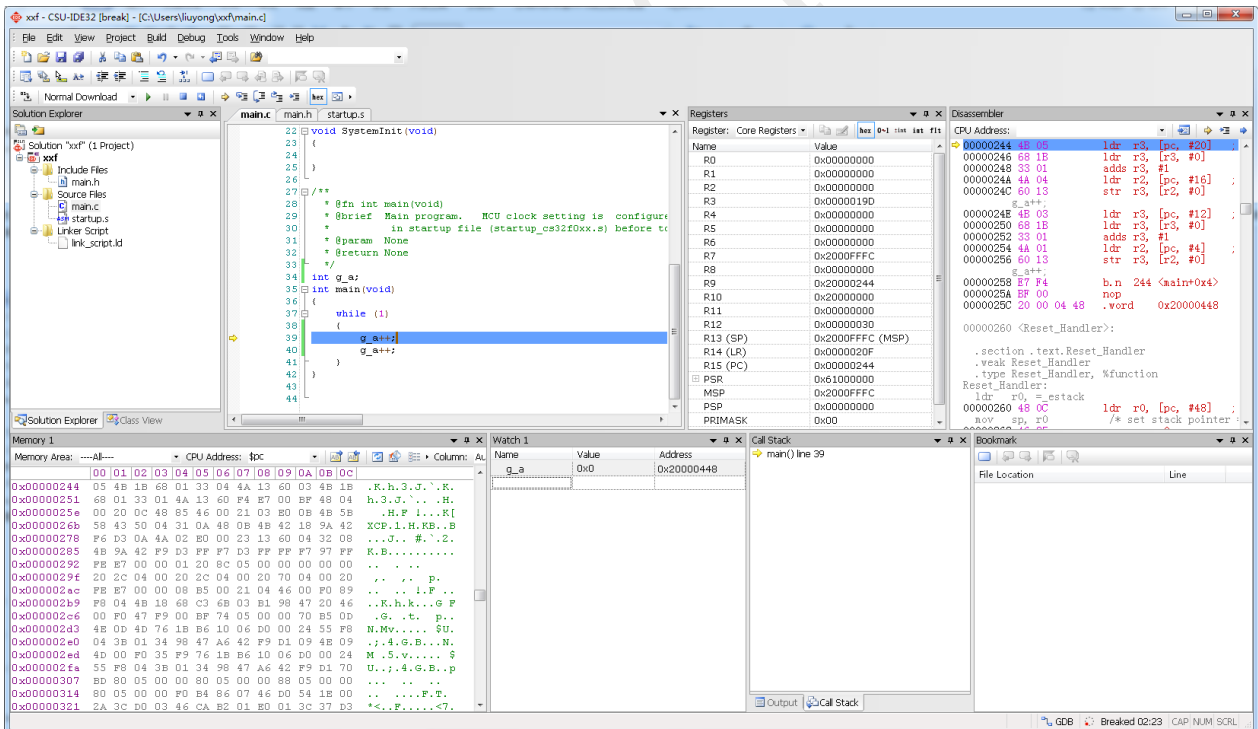 xxf - CSU-IDE32 [break] - [C:\Users\liuyong\xxf\main.c]
File Edit View Project Build Debug Tools Window Help
Normal Download
hex
Solution Explorer
Solution "xxf" (1 Project)
xxf
Include Files
main.h
Source Files
main.c
startup.s
Linker Script
link_script.ld
Solution Explorer Class View
main.c main.h startup.s
22 void SystemInit(void)
23 {
24
25 }
26
27 /**
28 * @fn int main(void)
29 * @brief Main program. MCU clock setting is configure
30 * in startup file (startup_cs32f0xx.s) before to
31 * @param None
32 * @return None
33 */
34 int g_a;
35 int main(void)
36 {
37 while (1)
38 {
39 g_a++;
40 g_a++;
41 }
42 }
43
44
Registers
Register: Core Registers hex 0~1 int flt
Name Value
R0 0x00000000
R1 0x00000000
R2 0x00000000
R3 0x0000019D
R4 0x00000000
R5 0x00000000
R6 0x00000000
R7 0x2000FFFC
R8 0x00000000
R9 0x20000244
R10 0x20000000
R11 0x00000000
R12 0x00000030
R13 (SP) 0x2000FFFC (MSP)
R14 (LR) 0x0000020F
R15 (PC) 0x00000244
PSR 0x61000000
MSP 0x2000FFFC
PSP 0x00000000
PRIMASK 0x00
Disassembler
CPU Address:
00000244 4B 05 ldr r3, [pc, #20] ;
00000246 68 1B ldr r3, [r3, #0]
00000248 33 01 adds r3, #1
0000024A 4A 04 ldr r2, [pc, #16] ;
0000024C 60 13 str r3, [r2, #0]
g_a++;
0000024E 4B 03 ldr r3, [pc, #12] ;
00000250 68 1B ldr r3, [r3, #0]
00000252 33 01 adds r3, #1
00000254 4A 01 ldr r2, [pc, #4] ;
00000256 60 13 str r3, [r2, #0]
g_a++;
00000258 E7 F4 b.n 244 <main+0x4>
0000025A BF 00 nop
0000025C 20 00 04 48 .word 0x20000448
00000260 <Reset_Handler>:
.section .text.Reset_Handler
.weak Reset_Handler
.type Reset_Handler, %function
Reset_Handler:
ldr r0, =_estack
00000260 48 0C ldr r0, [pc, #48] ;
mov sp, r0 /* set stack pointer
Memory 1
Memory Area: ----All---- CPU Address: $pc Column: Au
00 01 02 03 04 05 06 07 08 09 0A 0B 0C
0x00000244 05 4B 1B 68 01 33 04 4A 13 60 03 4B 1B .K.h.3.J.`.K.
0x00000251 68 01 33 01 4A 13 60 F4 E7 00 BF 48 04 h.3.J.`.. .H.
0x0000025e 00 20 0C 48 85 46 00 21 03 E0 0B 4B 5B .H.F !...K[
0x0000026b 58 43 50 04 31 0A 48 0B 4B 42 18 9A 42 XCP.1.H.KB..B
0x00000278 F6 D3 0A 4A 02 E0 00 23 13 60 04 32 08 ...J.. #.`.2.
0x00000285 4B 9A 42 F9 D3 FF F7 D3 FF FF F7 97 FF K.B..........
0x00000292 FE E7 00 00 01 20 8C 05 00 00 00 00 00 .. . ..
0x0000029f 20 2C 04 00 20 2C 04 00 20 70 04 00 20 ,. ,. p.
0x000002ac FE E7 00 00 08 B5 00 21 04 46 00 F0 89 .. .. !.F ..
0x000002b9 F8 04 4B 18 68 C3 6B 03 B1 98 47 20 46 ..K.h.k...G F
0x000002c6 00 F0 47 F9 00 BF 74 05 00 00 70 B5 0D .G. .t. p..
0x000002d3 4E 0D 4D 76 1B B6 10 06 D0 00 24 55 F8 N.Mv..... $U.
0x000002e0 04 3B 01 34 98 47 A6 42 F9 D1 09 4E 09 .;.4.G.B...N.
0x000002ed 4D 00 F0 35 F9 76 1B B6 10 06 D0 00 24 M .5.v..... $
0x000002fa 55 F8 04 3B 01 34 98 47 A6 42 F9 D1 70 U..;.4.G.B..p
0x00000307 BD 80 05 00 00 80 05 00 00 88 05 00 00 .. .. ..
0x00000314 80 05 00 00 F0 B4 86 07 46 D0 54 1E 00 .. ....F.T.
0x00000321 2A 3C D0 03 46 CA B2 01 E0 01 3C 37 D3 *<..F.....<7.
Watch 1
Name Value Address
g_a 0x0 0x20000448
Call Stack
main() line 39
Output Call Stack
Bookmark
File Location Line
GDB Breaked 02:23 CAP NUM SCRL